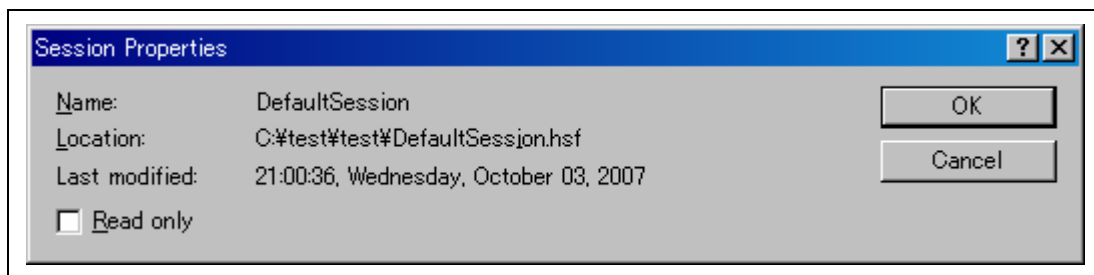 Session Properties
Name: DefaultSession
Location: C:¥test¥test¥DefaultSession.hsf
Last modified: 21:00:36, Wednesday, October 03, 2007
Read only
OK
Cancel